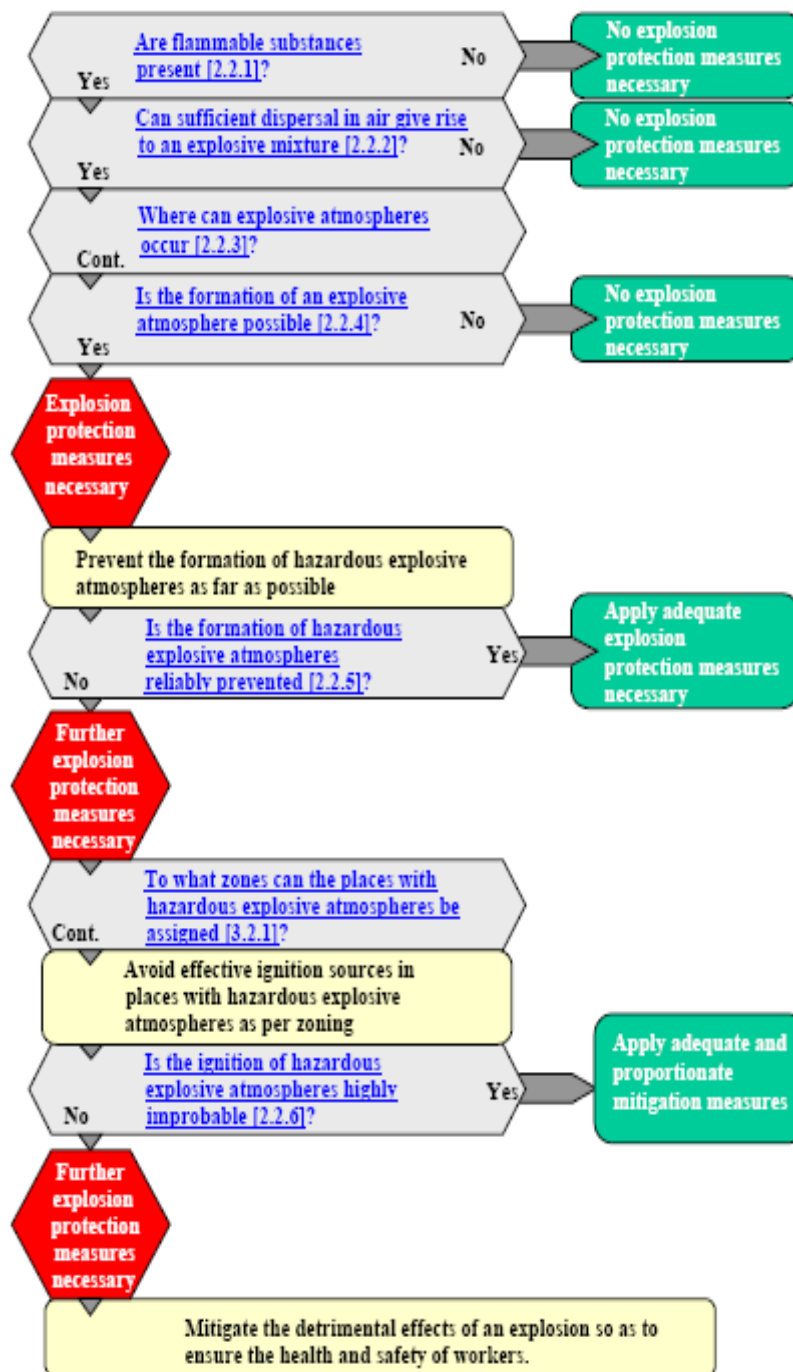 Are flammable substances
present [2.2.1]?
No
Yes
No explosion
protection measures
necessary
Can sufficient dispersal in air give rise
to an explosive mixture [2.2.2]?
No
Yes
No explosion
protection measures
necessary
Where can explosive atmospheres
occur [2.2.3]?
Cont.
Is the formation of an explosive
atmosphere possible [2.2.4]?
No
Yes
No explosion
protection measures
necessary
Explosion
protection
measures
necessary
Prevent the formation of hazardous explosive
atmospheres as far as possible
Is the formation of hazardous
explosive atmospheres
reliably prevented [2.2.5]?
Yes
No
Apply adequate
explosion
protection measures
necessary
Further
explosion
protection
measures
necessary
To what zones can the places with
hazardous explosive atmospheres be
assigned [3.2.1]?
Cont.
Avoid effective ignition sources in
places with hazardous explosive
atmospheres as per zoning
Is the ignition of hazardous
explosive atmospheres highly
improbable [2.2.6]?
Yes
No
Apply adequate and
proportionate
mitigation measures
Further
explosion
protection
measures
necessary
Mitigate the detrimental effects of an explosion so as to
ensure the health and safety of workers.